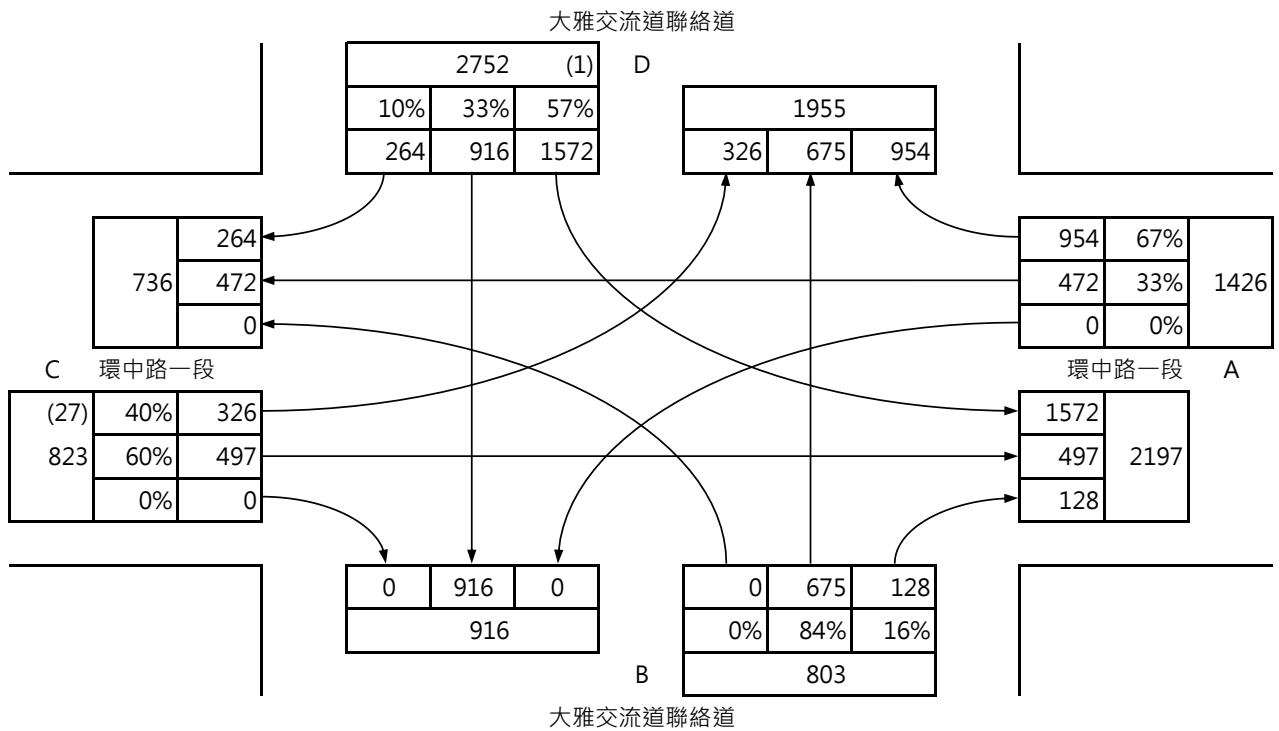 大雅交流道聯絡道
2752 (1) D
10% 33% 57% 1955
264 916 1572 326 675 954
264 954 67%
736 472 472 33% 1426
0 0 0%
C 環中路一段 環中路一段 A
(27) 40% 326 1572
823 60% 497 497 2197
0% 0 128
0 916 0 0 675 128
916 0% 84% 16%
B 803
大雅交流道聯絡道